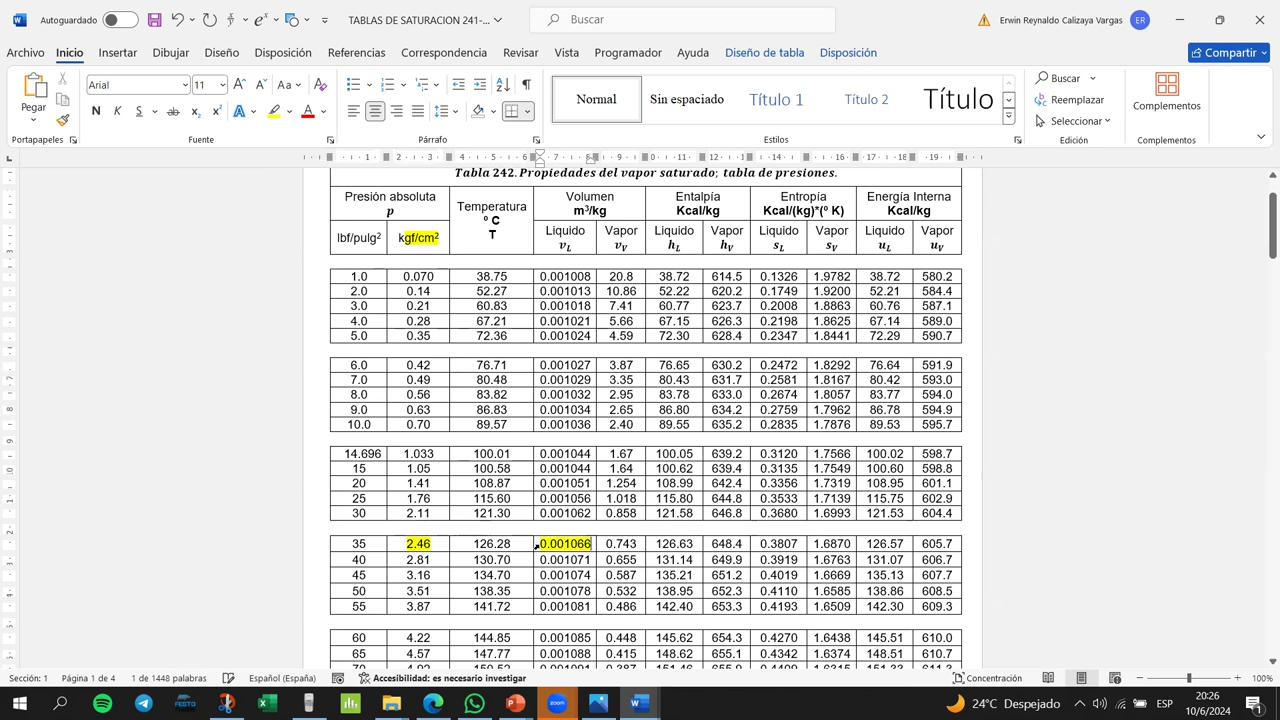 Autoguardado
TABLAS DE SATURACION 241-...
Buscar
Erwin Reynaldo Calizaya Vargas
ER
Archivo Inicio Insertar Dibujar Diseño Disposición Referencias Correspondencia Revisar Vista Programador Ayuda Diseño de tabla Disposición
Compartir
Pegar
Arial 11
N K S ab x₂ x²
Normal Sin espaciado Título 1 Título 2 Título
Buscar
Reemplazar
Seleccionar
Complementos
Portapapeles Fuente Párrafo Estilos Edición Complementos
Tabla 242. Propiedades del vapor saturado; tabla de presiones.
Presión absoluta p Temperatura º C T Volumen m³/kg Entalpía Kcal/kg Entropía Kcal/(kg)*(º K) Energía Interna Kcal/kg
lbf/pulg² kgf/cm² Liquido vL Vapor vV Liquido hL Vapor hV Liquido sL Vapor sV Liquido uL Vapor uV
1.0 0.070 38.75 0.001008 20.8 38.72 614.5 0.1326 1.9782 38.72 580.2
2.0 0.14 52.27 0.001013 10.86 52.22 620.2 0.1749 1.9200 52.21 584.4
3.0 0.21 60.83 0.001018 7.41 60.77 623.7 0.2008 1.8863 60.76 587.1
4.0 0.28 67.21 0.001021 5.66 67.15 626.3 0.2198 1.8625 67.14 589.0
5.0 0.35 72.36 0.001024 4.59 72.30 628.4 0.2347 1.8441 72.29 590.7
6.0 0.42 76.71 0.001027 3.87 76.65 630.2 0.2472 1.8292 76.64 591.9
7.0 0.49 80.48 0.001029 3.35 80.43 631.7 0.2581 1.8167 80.42 593.0
8.0 0.56 83.82 0.001032 2.95 83.78 633.0 0.2674 1.8057 83.77 594.0
9.0 0.63 86.83 0.001034 2.65 86.80 634.2 0.2759 1.7962 86.78 594.9
10.0 0.70 89.57 0.001036 2.40 89.55 635.2 0.2835 1.7876 89.53 595.7
14.696 1.033 100.01 0.001044 1.67 100.05 639.2 0.3120 1.7566 100.02 598.7
15 1.05 100.58 0.001044 1.64 100.62 639.4 0.3135 1.7549 100.60 598.8
20 1.41 108.87 0.001051 1.254 108.99 642.4 0.3356 1.7319 108.95 601.1
25 1.76 115.60 0.001056 1.018 115.80 644.8 0.3533 1.7139 115.75 602.9
30 2.11 121.30 0.001062 0.858 121.58 646.8 0.3680 1.6993 121.53 604.4
35 2.46 126.28 0.001066 0.743 126.63 648.4 0.3807 1.6870 126.57 605.7
40 2.81 130.70 0.001071 0.655 131.14 649.9 0.3919 1.6763 131.07 606.7
45 3.16 134.70 0.001074 0.587 135.21 651.2 0.4019 1.6669 135.13 607.7
50 3.51 138.35 0.001078 0.532 138.95 652.3 0.4110 1.6585 138.86 608.5
55 3.87 141.72 0.001081 0.486 142.40 653.3 0.4193 1.6509 142.30 609.3
60 4.22 144.85 0.001085 0.448 145.62 654.3 0.4270 1.6438 145.51 610.0
65 4.57 147.77 0.001088 0.415 148.62 655.1 0.4342 1.6374 148.51 610.7
Sección: 1 Página 1 de 4 1 de 1448 palabras Español (España) Accesibilidad: es necesario investigar Concentración 100%
FESTO zoom 24°C Despejado ESP 20:26
10/6/2024